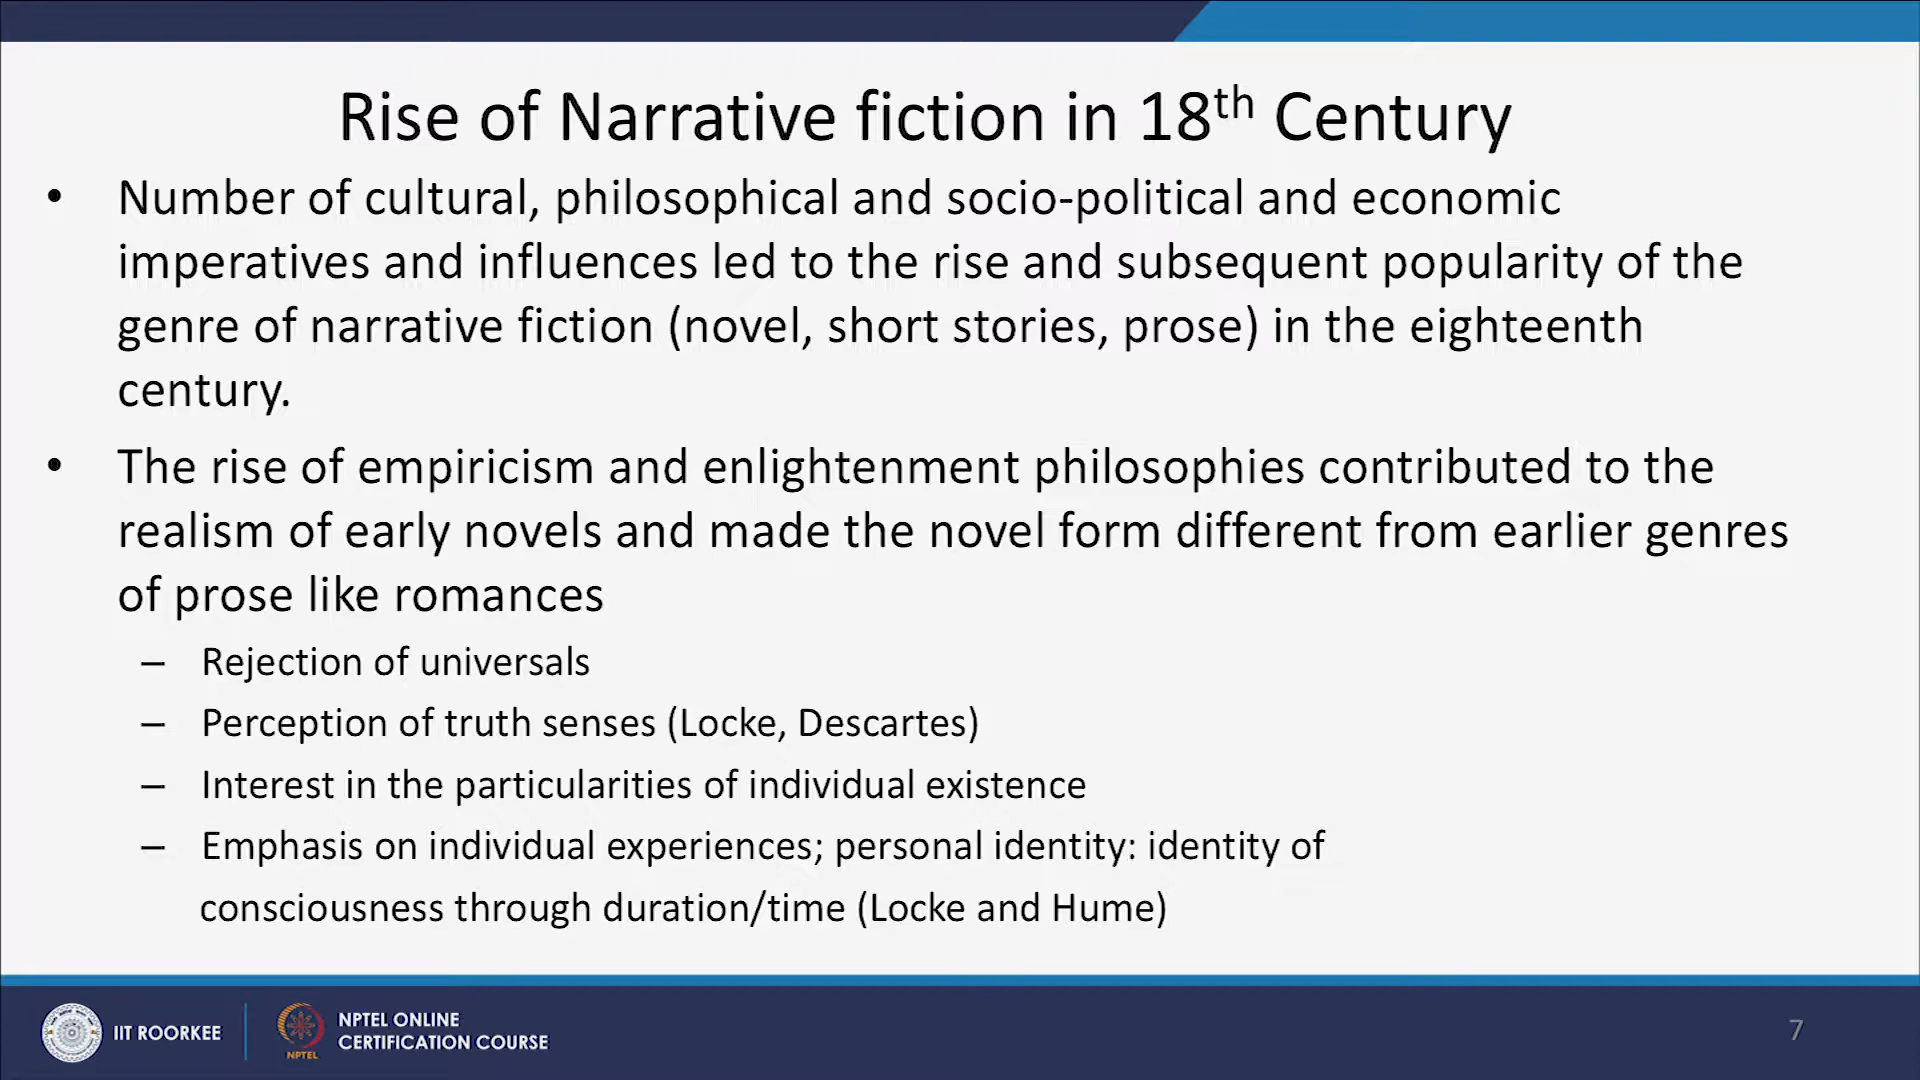 Rise of Narrative fiction in 18th Century
• Number of cultural, philosophical and socio-political and economic
imperatives and influences led to the rise and subsequent popularity of the
genre of narrative fiction (novel, short stories, prose) in the eighteenth
century.
• The rise of empiricism and enlightenment philosophies contributed to the
realism of early novels and made the novel form different from earlier genres
of prose like romances
– Rejection of universals
– Perception of truth senses (Locke, Descartes)
– Interest in the particularities of individual existence
– Emphasis on individual experiences; personal identity: identity of
consciousness through duration/time (Locke and Hume)
IIT ROORKEE
NPTEL
NPTEL ONLINE
CERTIFICATION COURSE
7